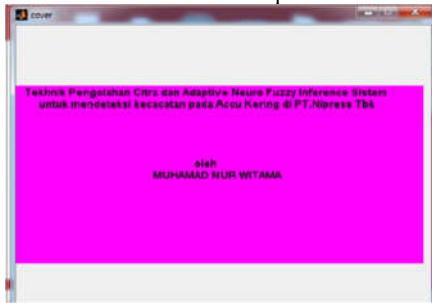 cover
Tekhnik Pengolahan Citra dan Adaptive Neuro Fuzzy Inference Sistem
untuk mendeteksi kecacatan pada Accu Kering di PT.Nipress Tbk
oleh
MUHAMAD NUR WITAMA